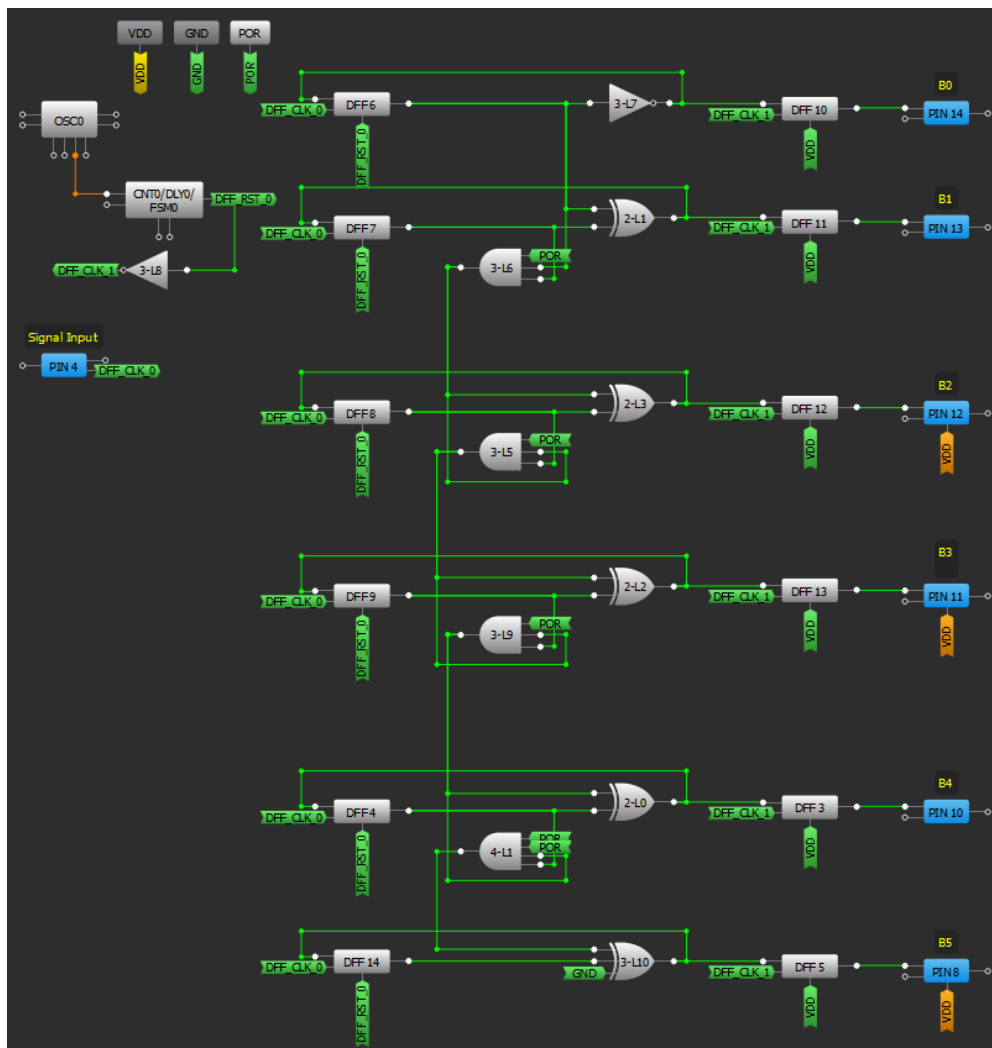 VDD GND POR
VDD GND POR
OSC0
CNT0/DLY0/
FSM0
DFF_RST_0
3-L8
DFF_CLK_1
Signal Input
PIN 4
DFF_CLK_0
DFF_CLK_0 DFF6 3-L7 DFF_CLK_1 DFF 10 B0 PIN 14
DFF_RST_0 VDD
DFF_CLK_0 DFF7 2-L1 DFF_CLK_1 DFF 11 B1 PIN 13
DFF_RST_0 3-L6 POR VDD
DFF_CLK_0 DFF8 2-L3 DFF_CLK_1 DFF 12 B2 PIN 12
DFF_RST_0 3-L5 POR VDD VDD
DFF_CLK_0 DFF9 2-L2 DFF_CLK_1 DFF 13 B3 PIN 11
DFF_RST_0 3-L9 POR VDD VDD
DFF_CLK_0 DFF4 2-L0 DFF_CLK_1 DFF 3 B4 PIN 10
DFF_RST_0 4-L1 POR POR VDD
DFF_CLK_0 DFF 14 GND 3-L10 DFF_CLK_1 DFF 5 B5 PIN 8
DFF_RST_0 VDD VDD